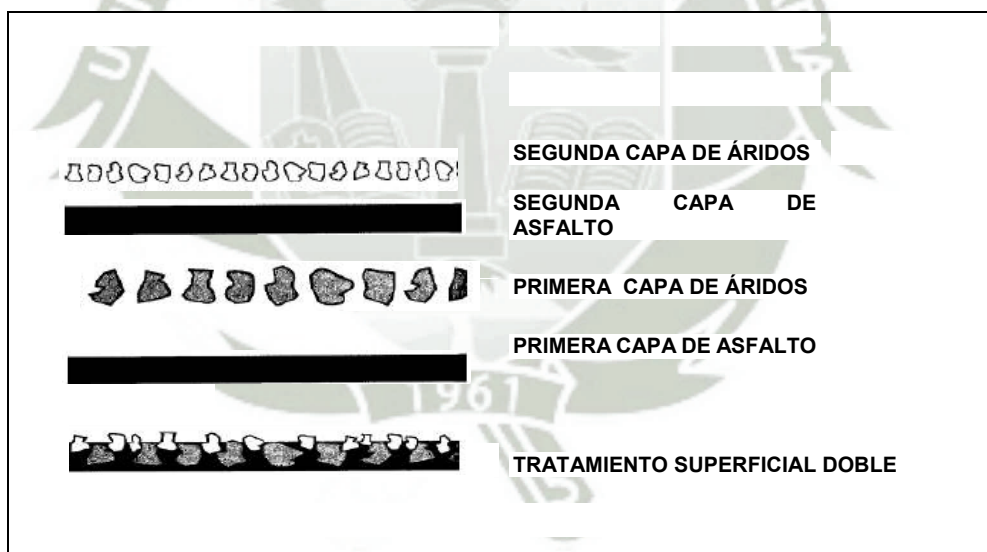 SEGUNDA CAPA DE ÁRIDOS
SEGUNDA CAPA DE
ASFALTO
PRIMERA CAPA DE ÁRIDOS
PRIMERA CAPA DE ASFALTO
1961
TRATAMIENTO SUPERFICIAL DOBLE